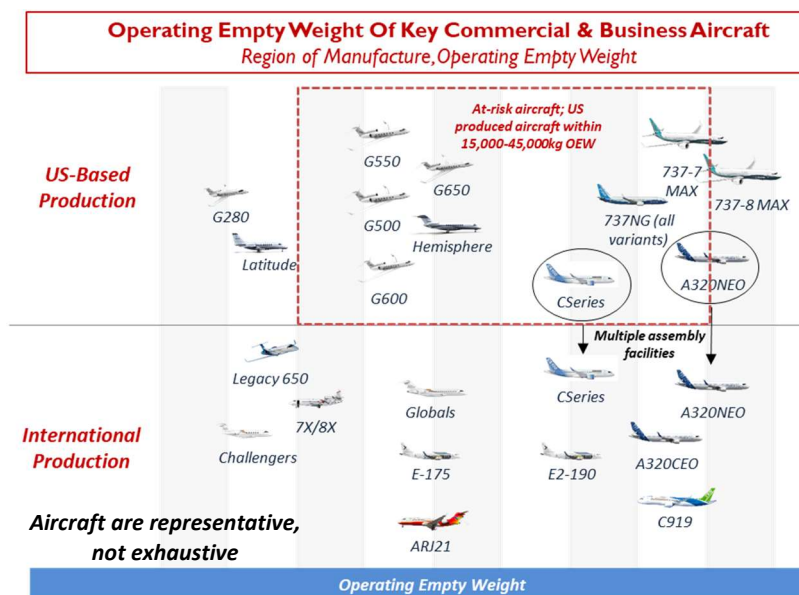 Operating Empty Weight Of Key Commercial & Business Aircraft
Region of Manufacture, Operating Empty Weight
At-risk aircraft; US
produced aircraft within
15,000-45,000kg OEW
US-Based
Production
G280
Latitude
G550
G650
G500
Hemisphere
G600
737-7
MAX
737-8 MAX
737NG (all
variants)
CSeries
A320NEO
Multiple assembly
facilities
International
Production
Legacy 650
7X/8X
Challengers
Globals
E-175
ARJ21
CSeries
E2-190
A320NEO
A320CEO
C919
Aircraft are representative,
not exhaustive
Operating Empty Weight